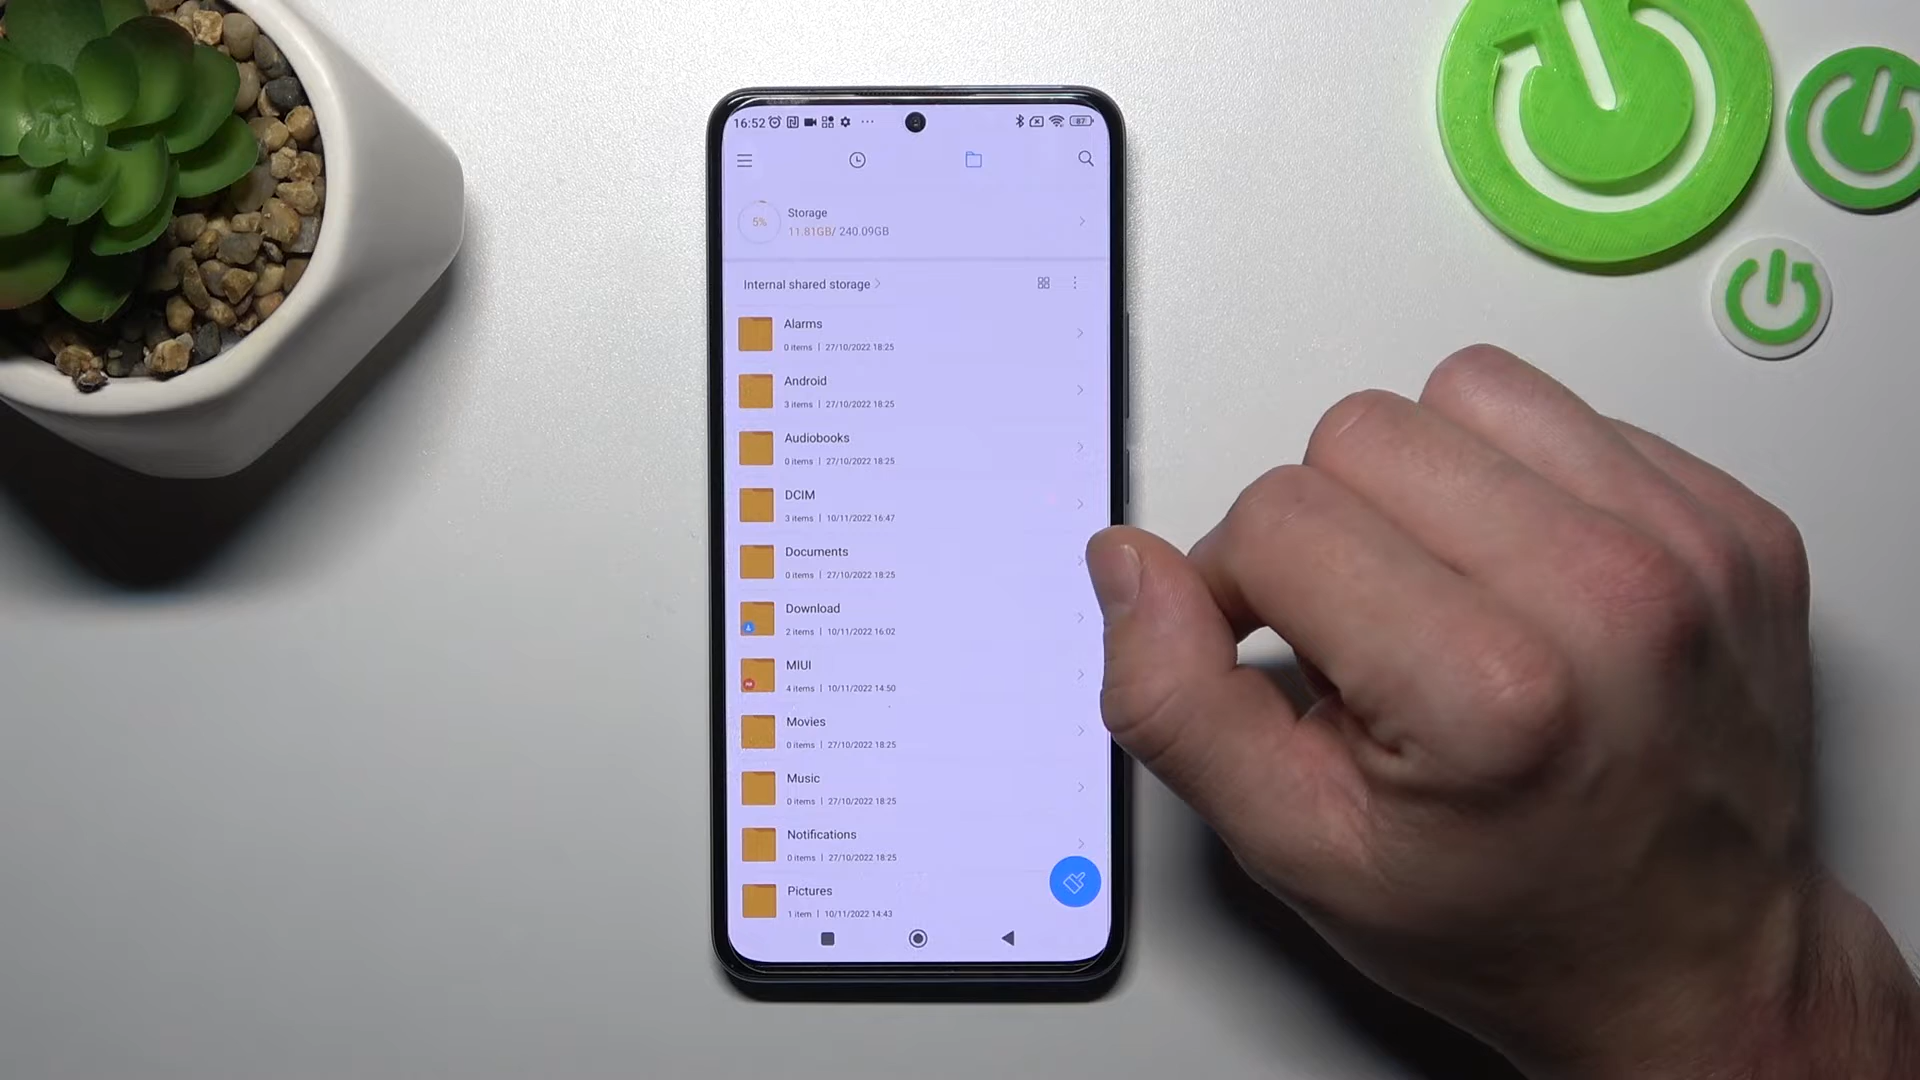 16:52
87
5%
Storage
11.81GB/ 240.09GB
Internal shared storage
Alarms
0 items | 27/10/2022 18:25
Android
3 items | 27/10/2022 18:25
Audiobooks
0 items | 27/10/2022 18:25
DCIM
3 items | 10/11/2022 16:47
Documents
0 items | 27/10/2022 18:25
Download
2 items | 10/11/2022 16:02
MIUI
4 items | 10/11/2022 14:50
Movies
0 items | 27/10/2022 18:25
Music
0 items | 27/10/2022 18:25
Notifications
0 items | 27/10/2022 18:25
Pictures
1 item | 10/11/2022 14:43